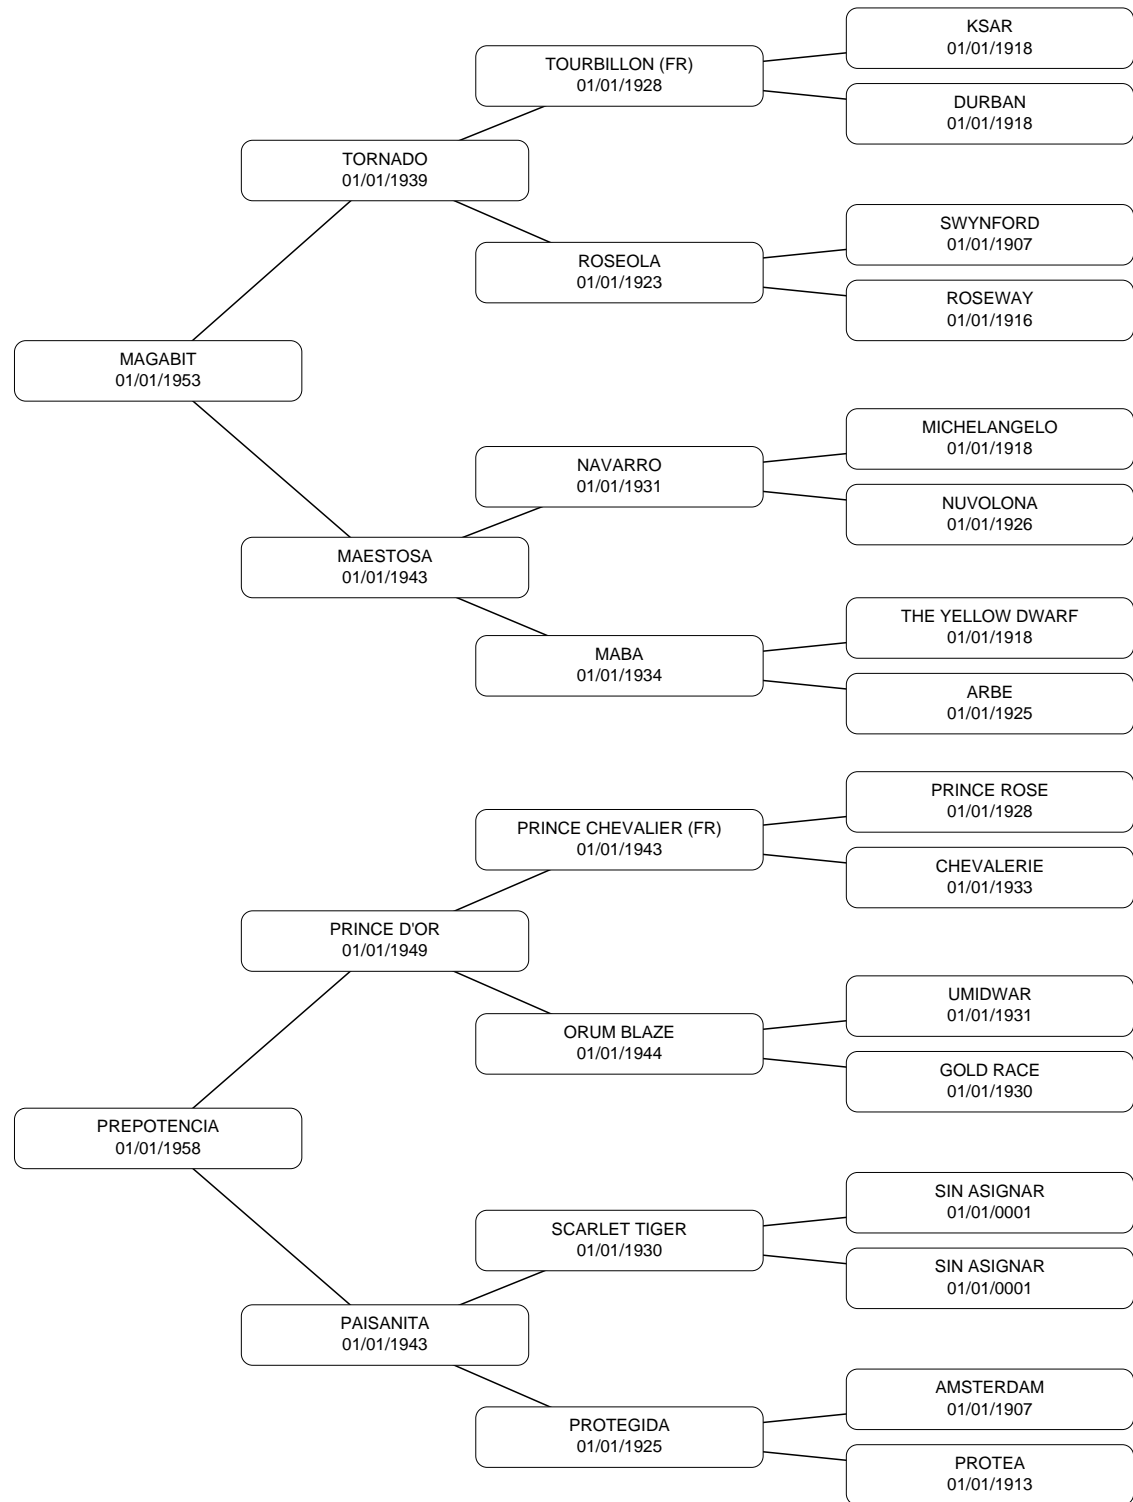 KSAR
01/01/1918
TOURBILLON (FR)
01/01/1928
DURBAN
01/01/1918
TORNADO
01/01/1939
SWYNFORD
01/01/1907
ROSEOLA
01/01/1923
ROSEWAY
01/01/1916
MAGABIT
01/01/1953
MICHELANGELO
01/01/1918
NAVARRO
01/01/1931
NUVOLONA
01/01/1926
MAESTOSA
01/01/1943
THE YELLOW DWARF
01/01/1918
MABA
01/01/1934
ARBE
01/01/1925
PRINCE ROSE
01/01/1928
PRINCE CHEVALIER (FR)
01/01/1943
CHEVALERIE
01/01/1933
PRINCE D'OR
01/01/1949
UMIDWAR
01/01/1931
ORUM BLAZE
01/01/1944
GOLD RACE
01/01/1930
PREPOTENCIA
01/01/1958
SIN ASIGNAR
01/01/0001
SCARLET TIGER
01/01/1930
SIN ASIGNAR
01/01/0001
PAISANITA
01/01/1943
AMSTERDAM
01/01/1907
PROTEGIDA
01/01/1925
PROTEA
01/01/1913